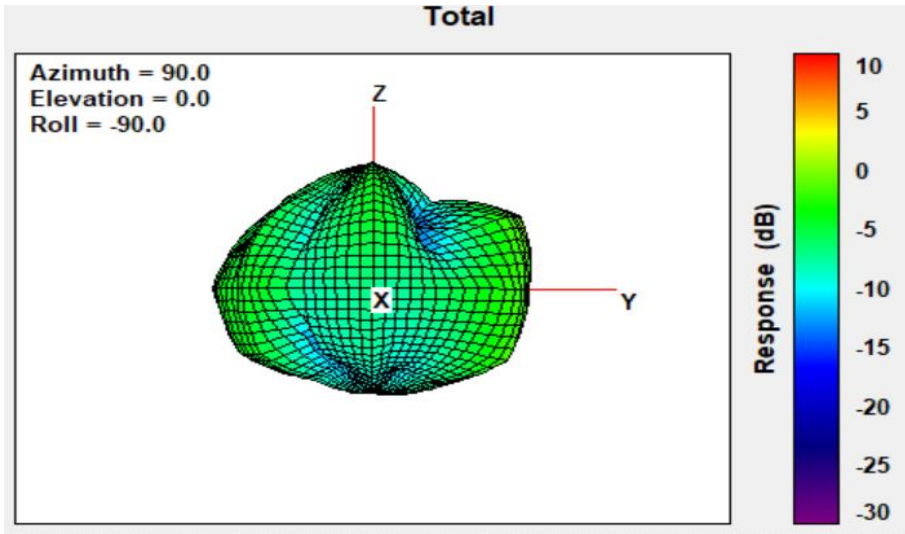 Total
Azimuth = 90.0
Elevation = 0.0
Roll = -90.0
Z
X
Y
Response (dB)
10
5
0
-5
-10
-15
-20
-25
-30